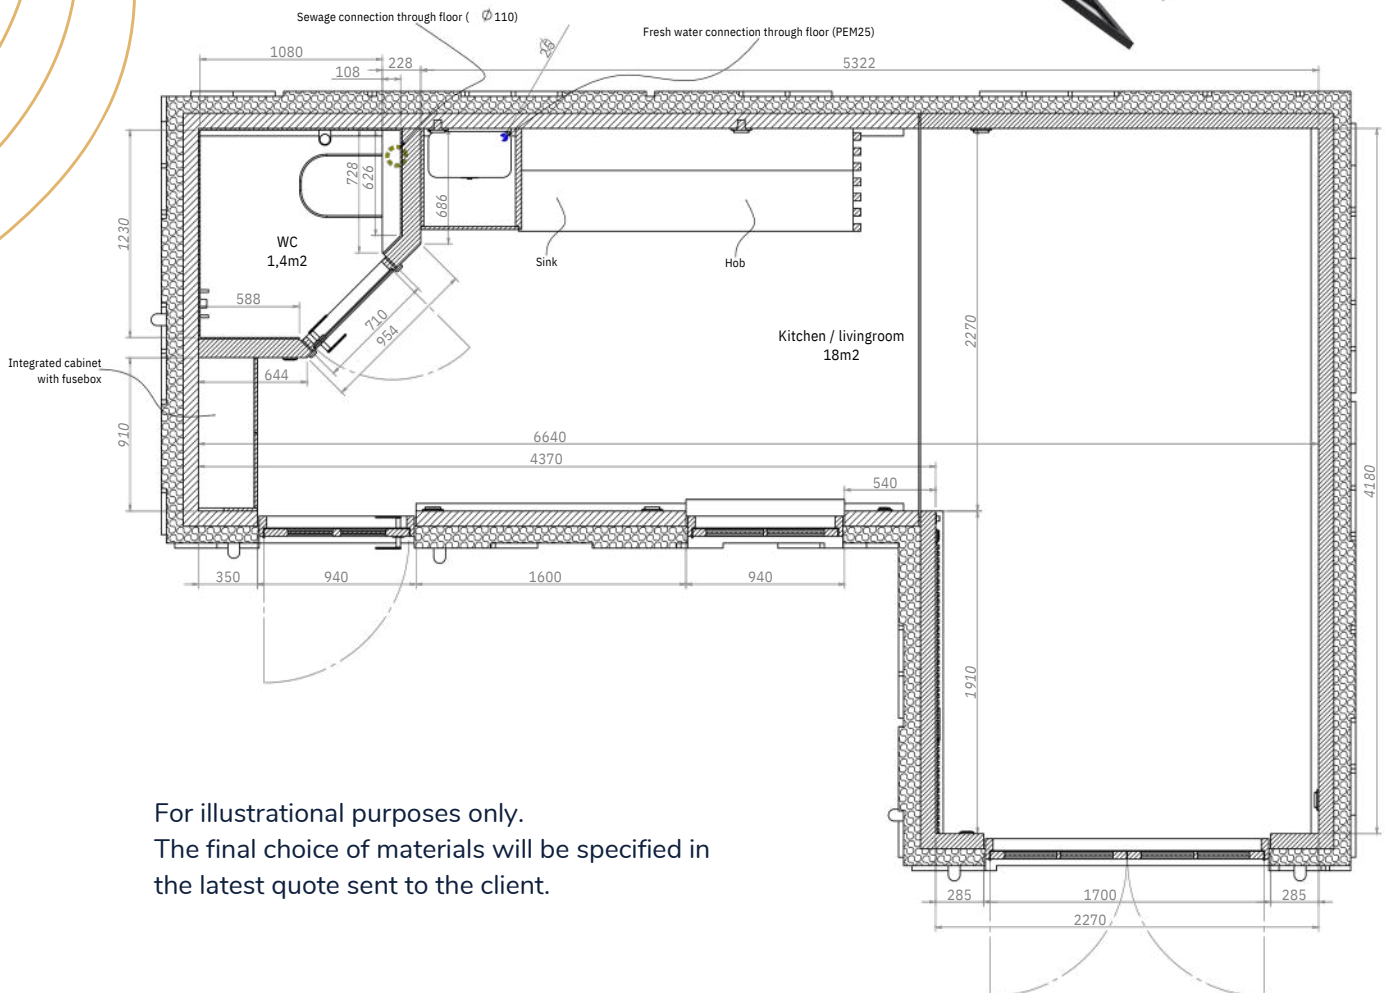 Sewage connection through floor ( Ø110)
Fresh water connection through floor (PEM25)
1080
228
108
26
5322
728
626
686
1230
WC
1,4m2
588
Sink
Hob
710
954
Kitchen / livingroom
18m2
2270
Integrated cabinet
with fusebox
644
910
6640
4370
540
4180
350
940
1600
940
1910
For illustrational purposes only.
The final choice of materials will be specified in
the latest quote sent to the client.
285
1700
285
2270